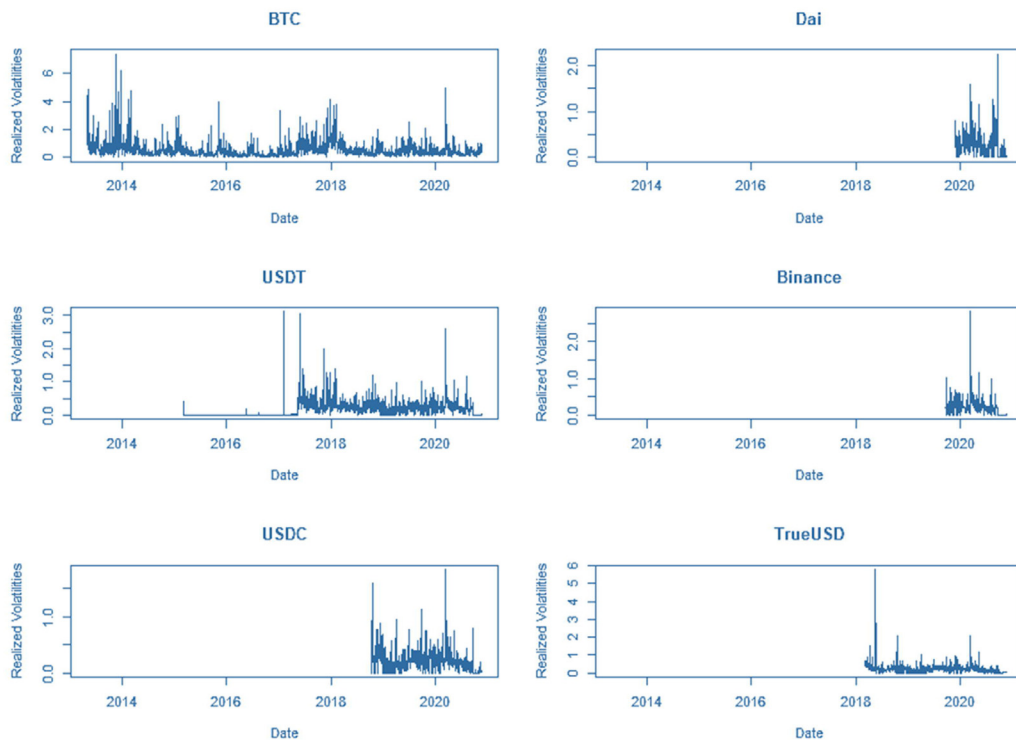 BTC
Realized Volatilities
0 2 4 6
2014 2016 2018 2020
Date
Dai
Realized Volatilities
0.0 1.0 2.0
2014 2016 2018 2020
Date
USDT
Realized Volatilities
0.0 1.0 2.0 3.0
2014 2016 2018 2020
Date
Binance
Realized Volatilities
0.0 1.0 2.0
2014 2016 2018 2020
Date
USDC
Realized Volatilities
0.0 1.0
2014 2016 2018 2020
Date
TrueUSD
Realized Volatilities
0 1 2 3 4 5 6
2014 2016 2018 2020
Date